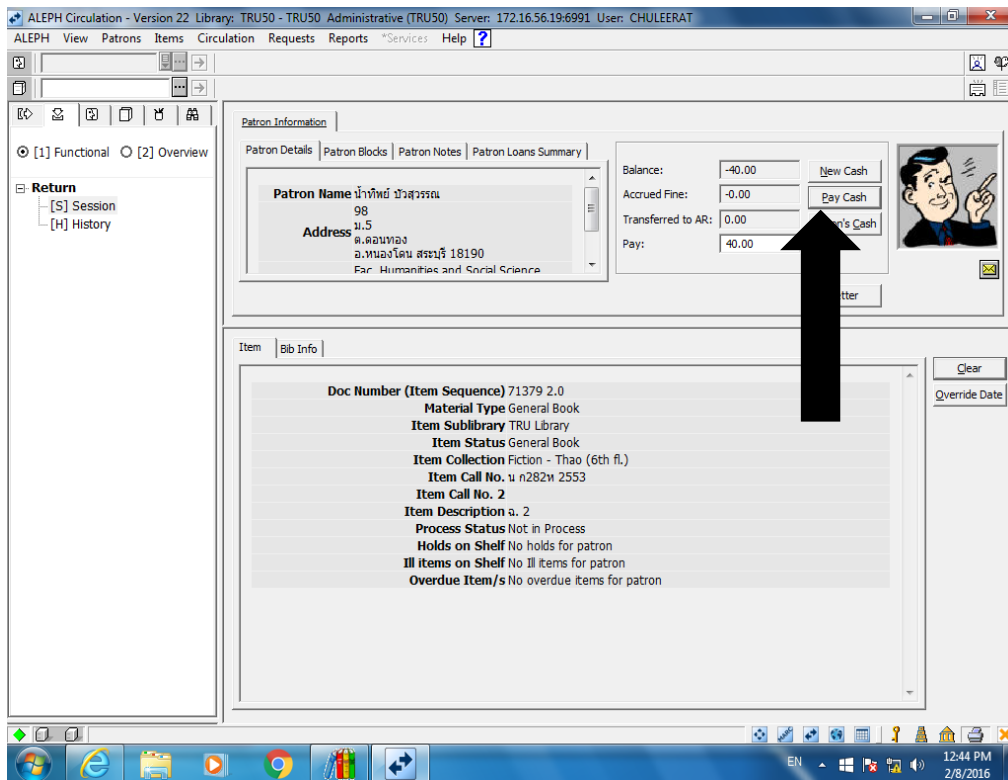 ALEPH Circulation - Version 22 Library: TRU50 - TRU50 Administrative (TRU50) Server: 172.16.56.19:6991 User: CHULEERAT
ALEPH View Patrons Items Circulation Requests Reports *Services Help ?
[1] Functional [2] Overview
Return
[S] Session
[H] History
Patron Information
Patron Details Patron Blocks Patron Notes Patron Loans Summary
Patron Name น้ำทิพย์ บัวสุวรรณ
Address 98
ม.5
ต.ดอนทอง
อ.หนองโดน สระบุรี 18190
Fac. Humanities and Social Science
Balance: -40.00 New Cash
Accrued Fine: -0.00 Pay Cash
Transferred to AR: 0.00 Cash
Pay: 40.00
Item Bib Info
Clear
Override Date
Doc Number (Item Sequence) 71379 2.0
Material Type General Book
Item Sublibrary TRU Library
Item Status General Book
Item Collection Fiction - Thao (6th fl.)
Item Call No. น ก282ห 2553
Item Call No. 2
Item Description ฉ. 2
Process Status Not in Process
Holds on Shelf No holds for patron
Ill items on Shelf No Ill items for patron
Overdue Item/s No overdue items for patron
EN
12:44 PM
2/8/2016